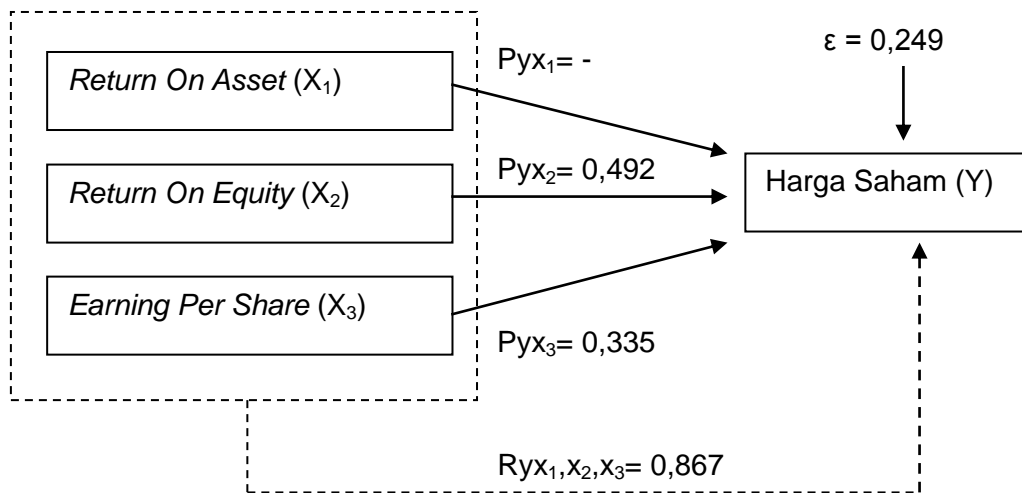 Return On Asset (X₁)
Pyx₁= -
ε = 0,249
Return On Equity (X₂)
Pyx₂= 0,492
Harga Saham (Y)
Earning Per Share (X₃)
Pyx₃= 0,335
Ryx₁,x₂,x₃= 0,867